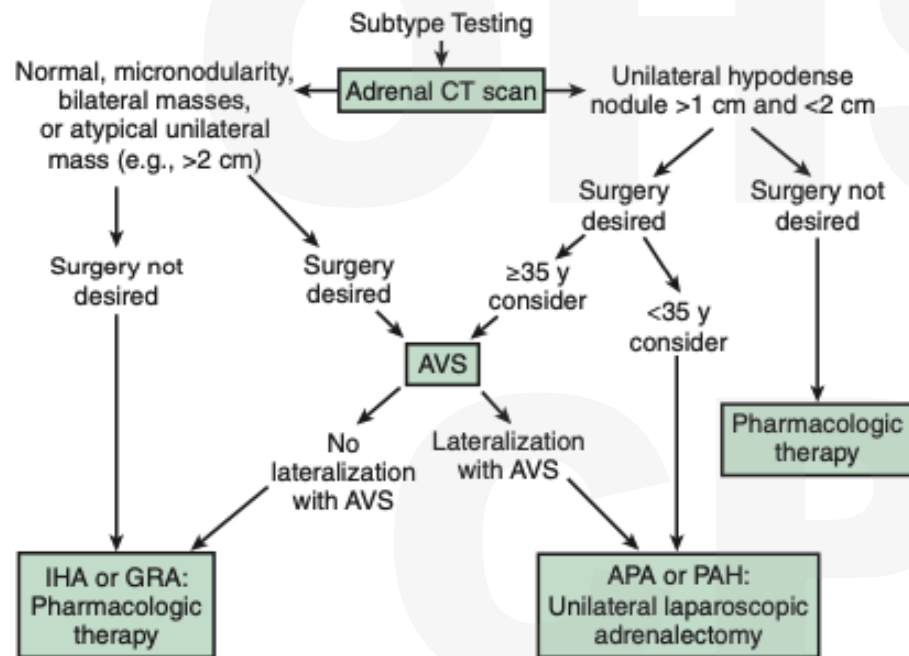 Subtype Testing
Adrenal CT scan
Normal, micronodularity,
bilateral masses,
or atypical unilateral
mass (e.g., >2 cm)
Unilateral hypodense
nodule >1 cm and <2 cm
Surgery not
desired
Surgery
desired
Surgery
desired
Surgery not
desired
≥35 y
consider
<35 y
consider
AVS
Pharmacologic
therapy
No
lateralization
with AVS
Lateralization
with AVS
IHA or GRA:
Pharmacologic
therapy
APA or PAH:
Unilateral laparoscopic
adrenalectomy